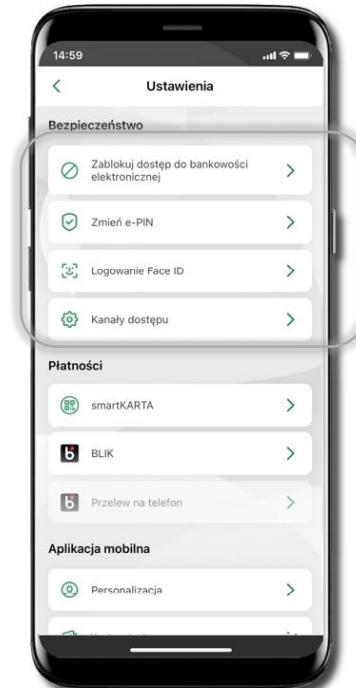 14:59
Ustawienia
Bezpieczeństwo
Zablokuj dostęp do bankowości
elektronicznej
Zmień e-PIN
Logowanie Face ID
Kanały dostępu
Płatności
smartKARTA
BLIK
Przelew na telefon
Aplikacja mobilna
Personalizacja